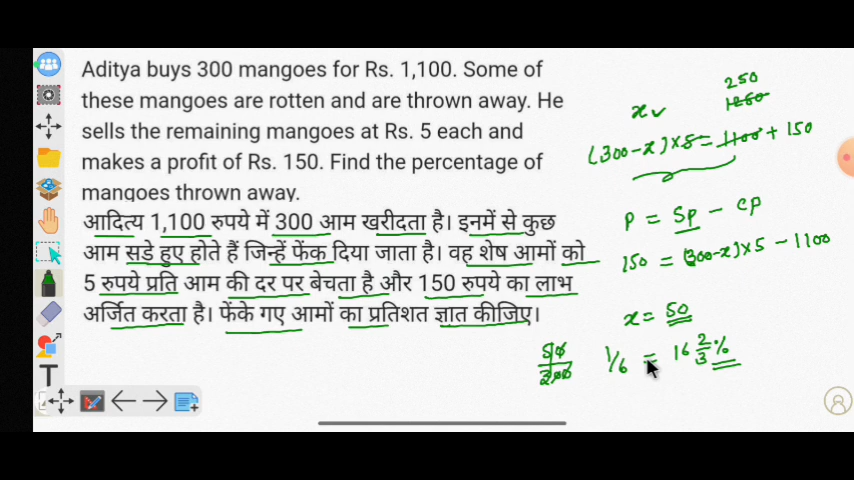 Aditya buys 300 mangoes for Rs. 1,100. Some of
these mangoes are rotten and are thrown away. He
sells the remaining mangoes at Rs. 5 each and
makes a profit of Rs. 150. Find the percentage of
mangoes thrown away.
आदित्य 1,100 रुपये में 300 आम खरीदता है। इनमें से कुछ
आम सडे हुए होते हैं जिन्हें फेंक दिया जाता है। वह शेष आमों को
5 रुपये प्रति आम की दर पर बेचता है और 150 रुपये का लाभ
अर्जित करता है। फेंके गए आमों का प्रतिशत ज्ञात कीजिए।
250
x 1250
(300-x)×5= 1100 + 150
P = SP - CP
150 = (300-x)×5 - 1100
x = 50
50/300 1/6 = 16 2/3 %
T